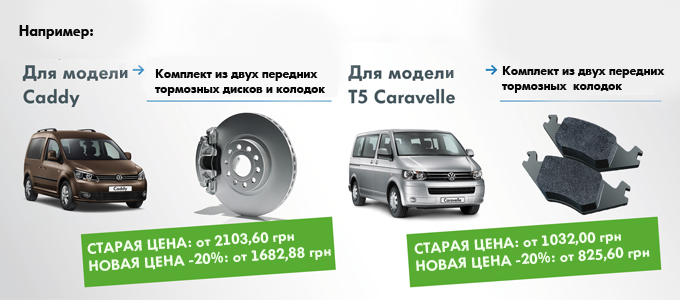 Например:
Для модели
Caddy
Комплект из двух передних
тормозных дисков и колодок
Caddy
СТАРАЯ ЦЕНА: от 2103,60 грн
НОВАЯ ЦЕНА -20%: от 1682,88 грн
Для модели
T5 Caravelle
Комплект из двух передних
тормозных колодок
Caravelle
СТАРАЯ ЦЕНА: от 1032,00 грн
НОВАЯ ЦЕНА -20%: от 825,60 грн